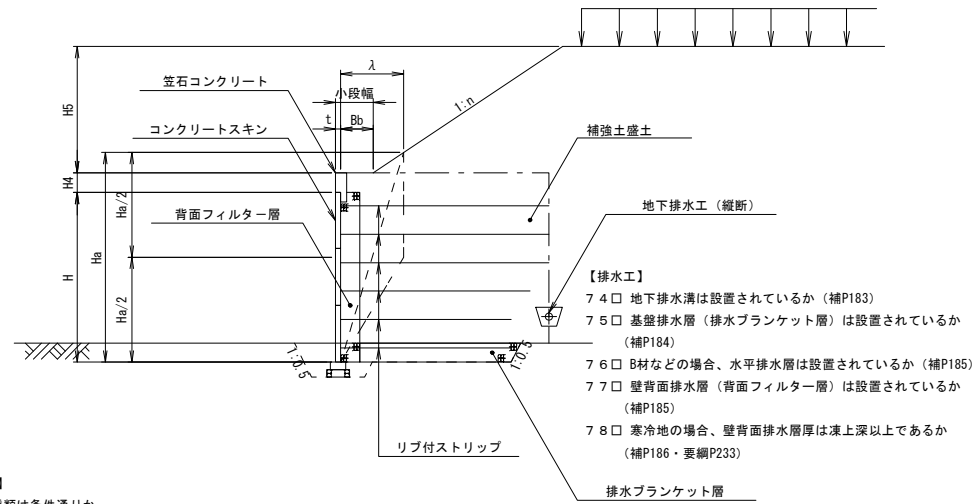 λ
笠石コンクリート
小段幅
H5
1:n
t
Bb
コンクリートスキン
補強土盛土
H4
Ha/2
Ha
背面フィルター層
地下排水工（縦断）
H
Ha/2
【排水工】
74□ 地下排水溝は設置されているか（補P183）
75□ 基盤排水層（排水ブランケット層）は設置されているか
（補P184）
76□ B材などの場合、水平排水層は設置されているか（補P185）
77□ 壁背面排水層（背面フィルター層）は設置されているか
（補P185）
78□ 寒冷地の場合、壁背面排水層厚は凍上深以上であるか
（補P186・要綱P233）
1:0.5
1:0.5
リブ付ストリップ
排水ブランケット層
】
は条件通りか